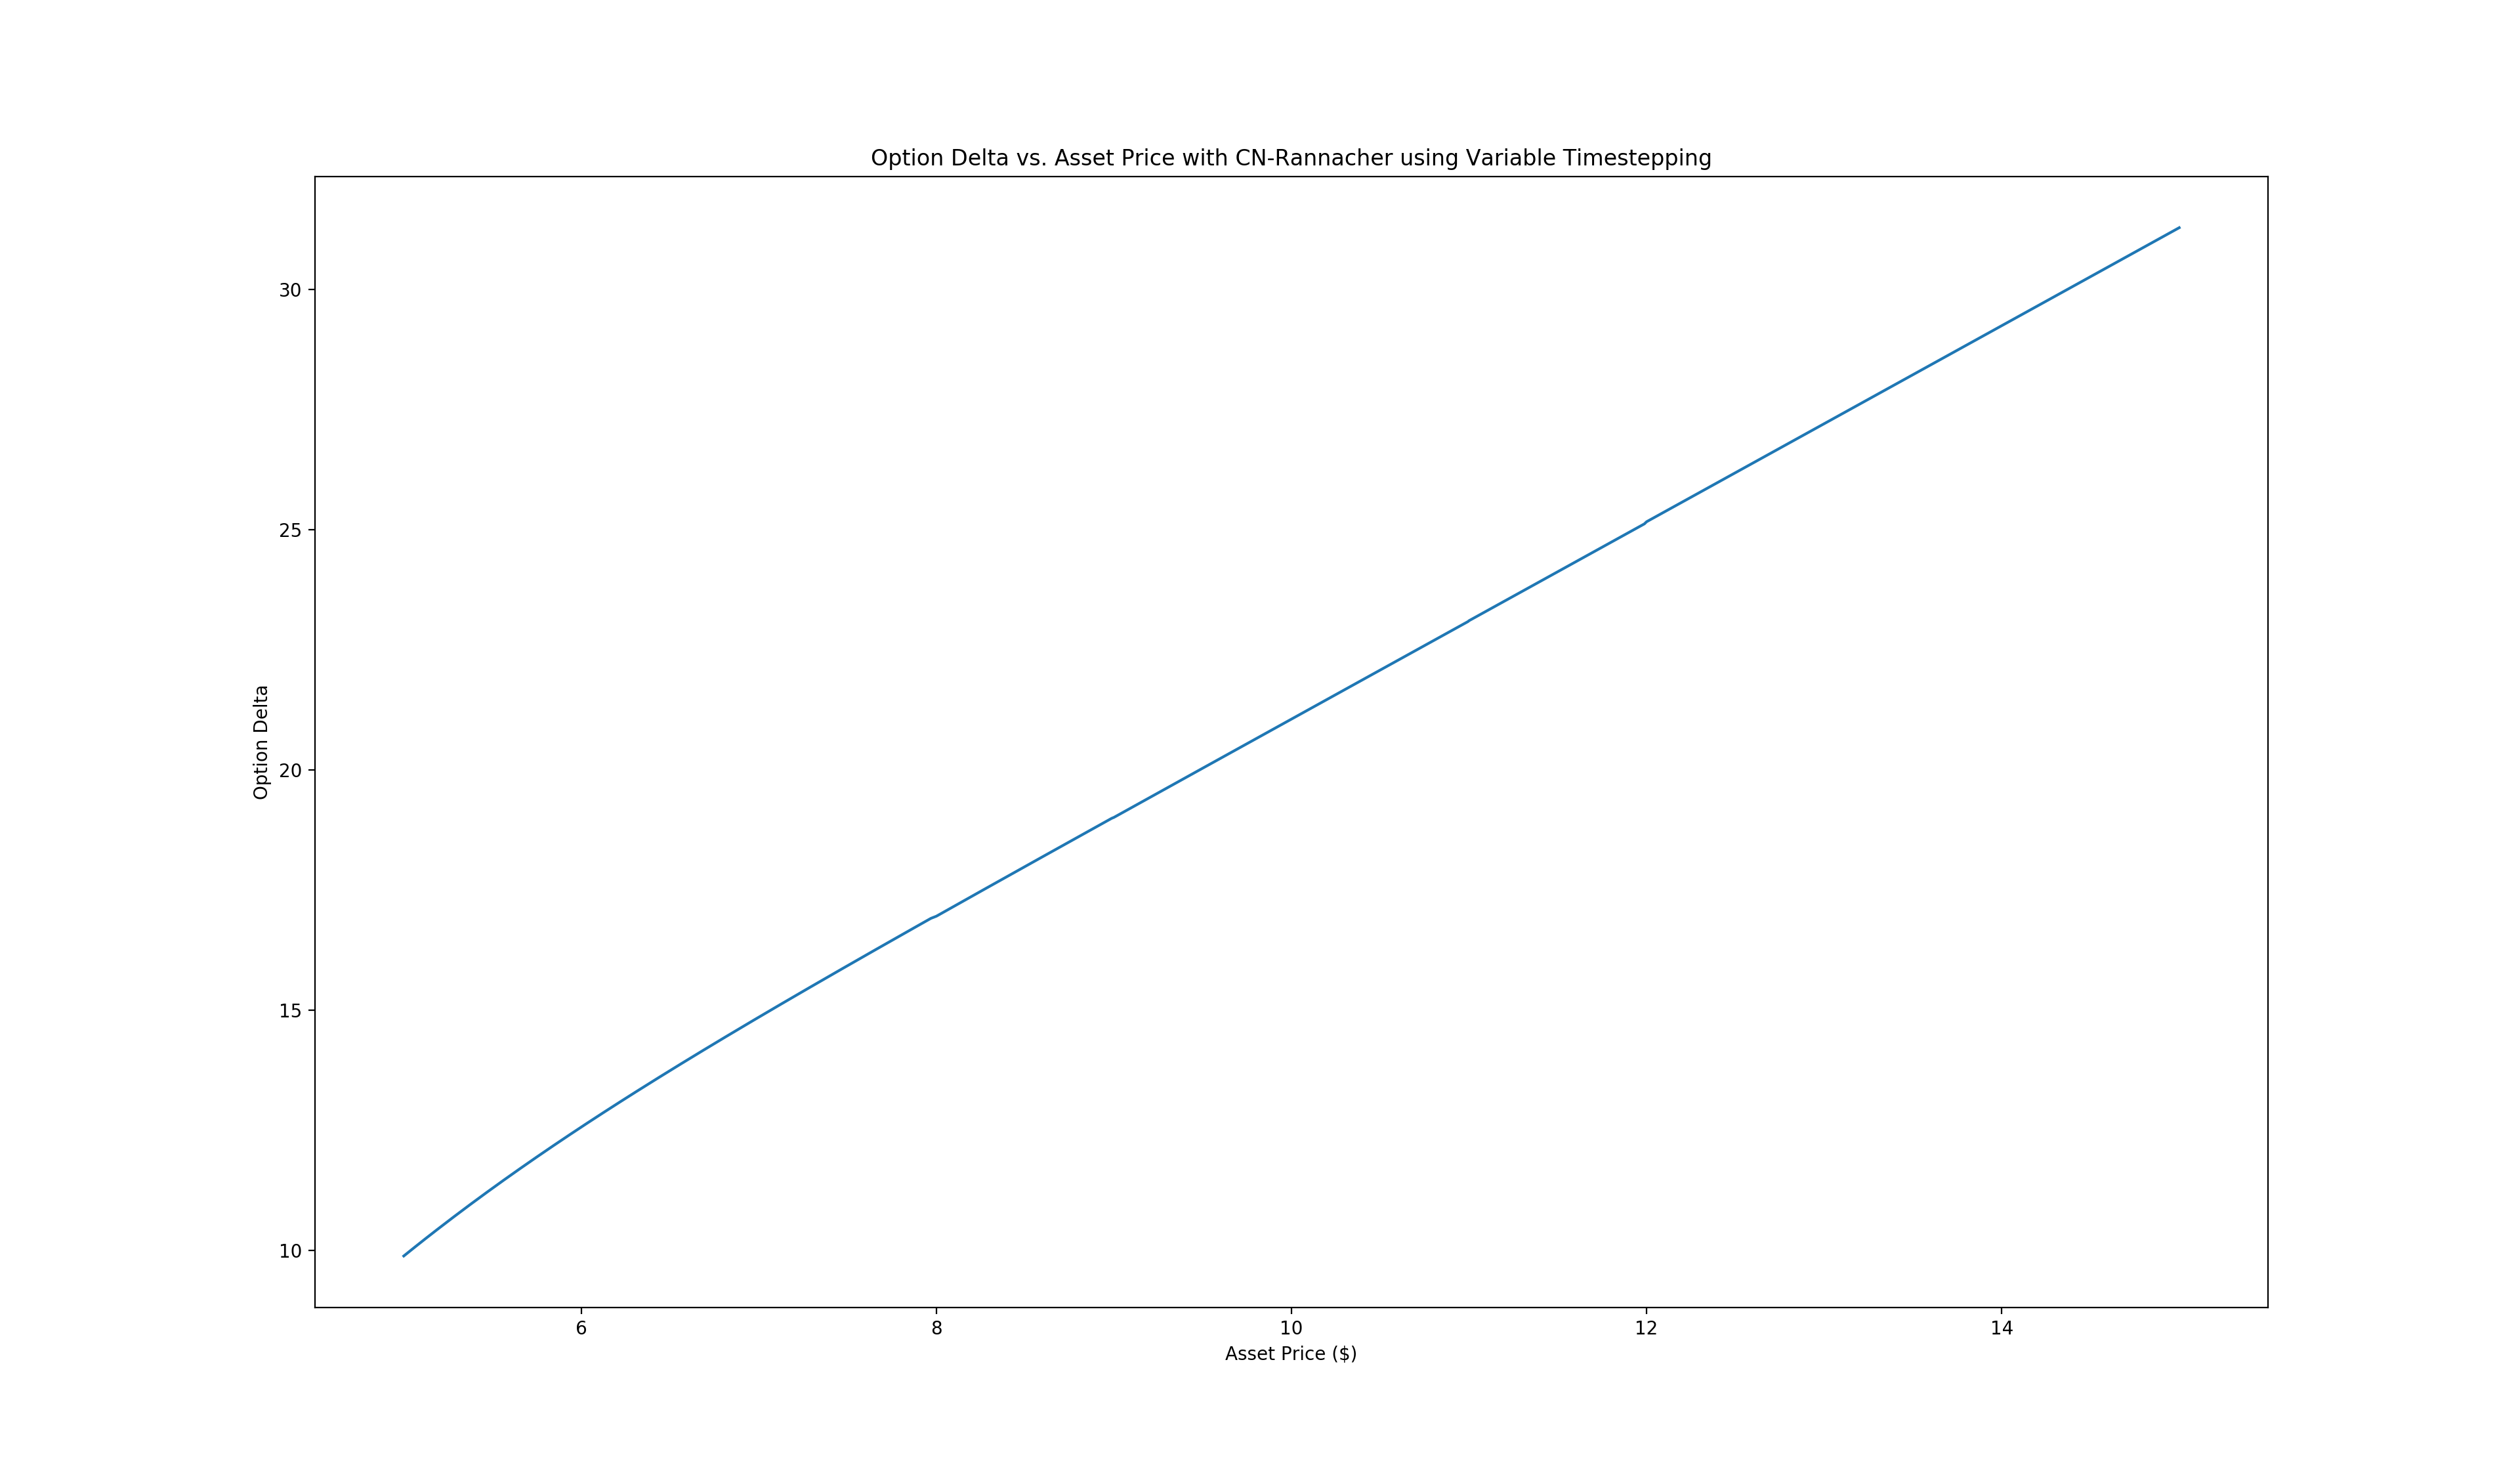 Option Delta vs. Asset Price with CN-Rannacher using Variable Timestepping
Option Delta
30
25
20
15
10
6 8 10 12 14
Asset Price ($)